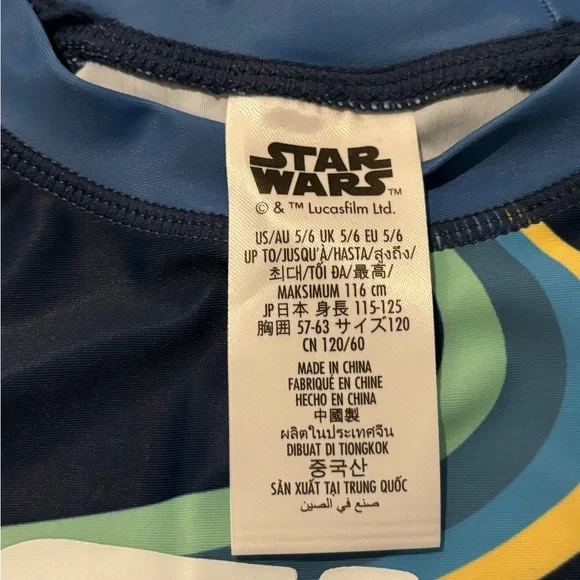 STAR
WARS™
© & ™ Lucasfilm Ltd.
US/AU 5/6 UK 5/6 EU 5/6
UP TO/JUSQU'À/HASTA/สูงถึง/
최대/TỐI ĐA/最高/
MAKSIMUM 116 cm
JP日本 身長 115-125
胸囲 57-63 サイズ120
CN 120/60
MADE IN CHINA
FABRIQUÉ EN CHINE
HECHO EN CHINA
中國製
ผลิตในประเทศจีน
DIBUAT DI TIONGKOK
중국산
SẢN XUẤT TẠI TRUNG QUỐC
صنع في الصين